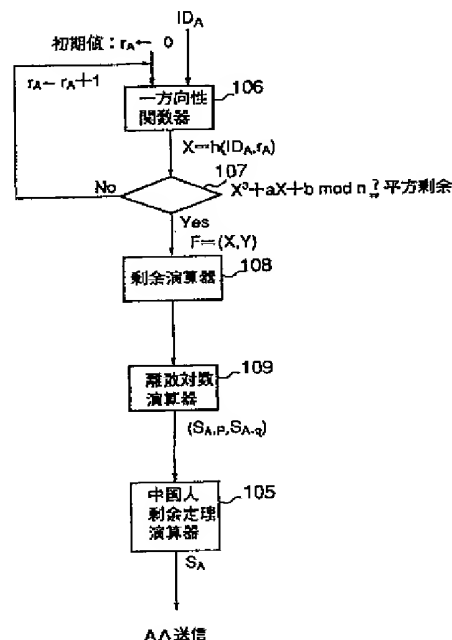 ID_A
初期値：r_A← 0
r_A← r_A+1
一方向性
関数器
106
X=h(ID_A,r_A)
107
No
X³+aX+b mod n ≟ 平方剰余
Yes
F=(X,Y)
剰余演算器
108
離散対数
演算器
109
(S_A,p,S_A,q)
中国人
剰余定理
演算器
105
S_A
Aへ送信